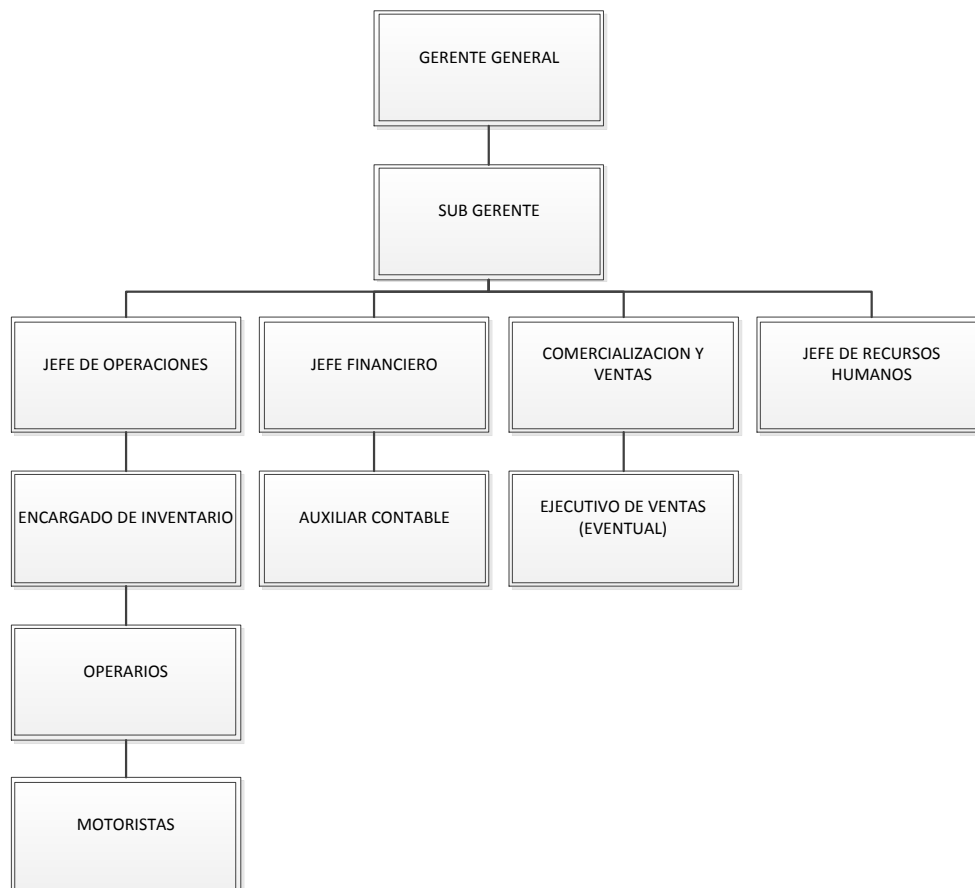 GERENTE GENERAL
SUB GERENTE
JEFE DE OPERACIONES
JEFE FINANCIERO
COMERCIALIZACION Y
VENTAS
JEFE DE RECURSOS
HUMANOS
ENCARGADO DE INVENTARIO
AUXILIAR CONTABLE
EJECUTIVO DE VENTAS
(EVENTUAL)
OPERARIOS
MOTORISTAS